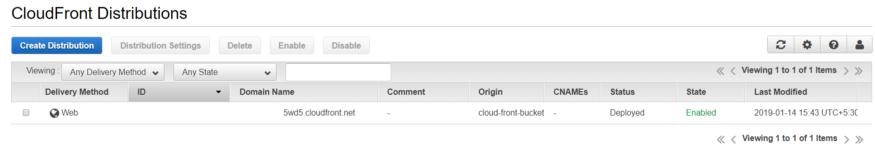 CloudFront Distributions
Create Distribution Distribution Settings Delete Enable Disable
Viewing : Any Delivery Method Any State « < Viewing 1 to 1 of 1 Items > »
Delivery Method ID Domain Name Comment Origin CNAMEs Status State Last Modified
Web 5wd5.cloudfront.net - cloud-front-bucket - Deployed Enabled 2019-01-14 15:43 UTC+5:30
« < Viewing 1 to 1 of 1 Items > »